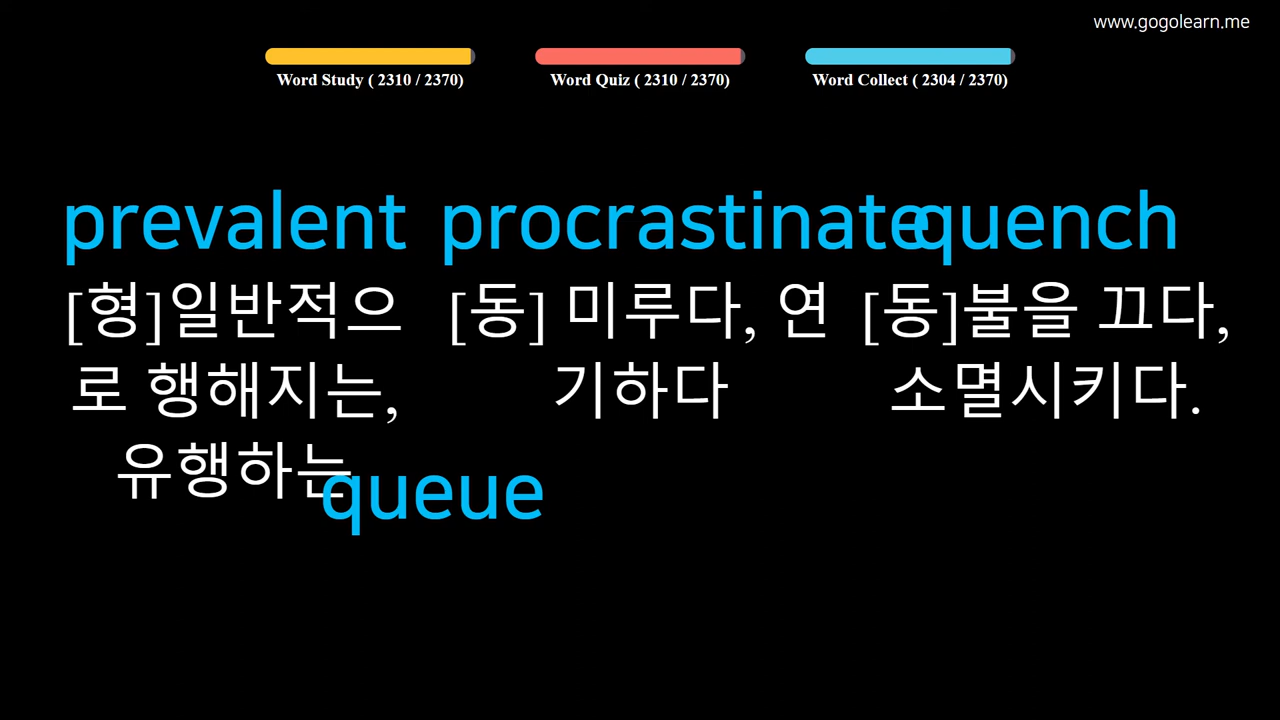 www.gogolearn.me
Word Study ( 2310 / 2370)
Word Quiz ( 2310 / 2370)
Word Collect ( 2304 / 2370)
prevalent
[형]일반적으
로 행해지는,
유행하는
procrastinate
[동] 미루다, 연
기하다
quench
[동]불을 끄다,
소멸시키다.
queue